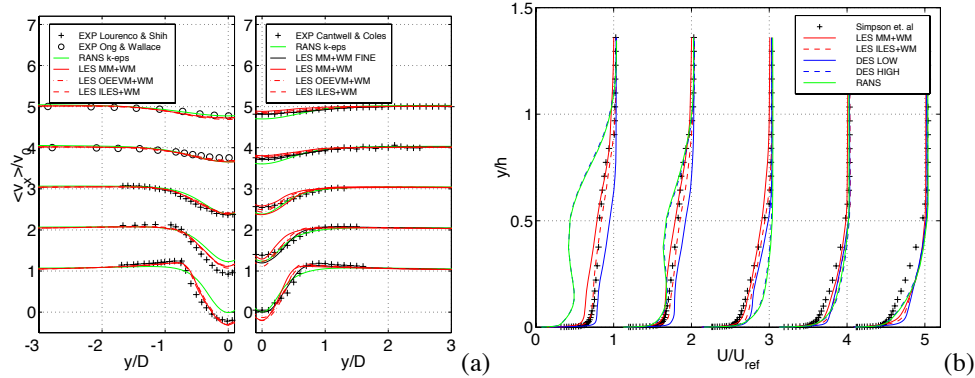 7
6
5
4
3
2
1
0
<v_x>/v_0
+ EXP Lourenco & Shih
o EXP Ong & Wallace
RANS k-eps
LES MM+WM
LES OEEVM+WM
LES ILES+WM
-3 -2 -1 0
y/D
+ EXP Cantwell & Coles
RANS k-eps
LES MM+WM FINE
LES MM+WM
LES OEEVM+WM
LES ILES+WM
0 1 2 3
y/D
(a)
y/h
1
0.5
0
+ Simpson et. al
LES MM+WM
LES ILES+WM
DES LOW
DES HIGH
RANS
0 1 2 3 4 5
U/U_ref
(b)